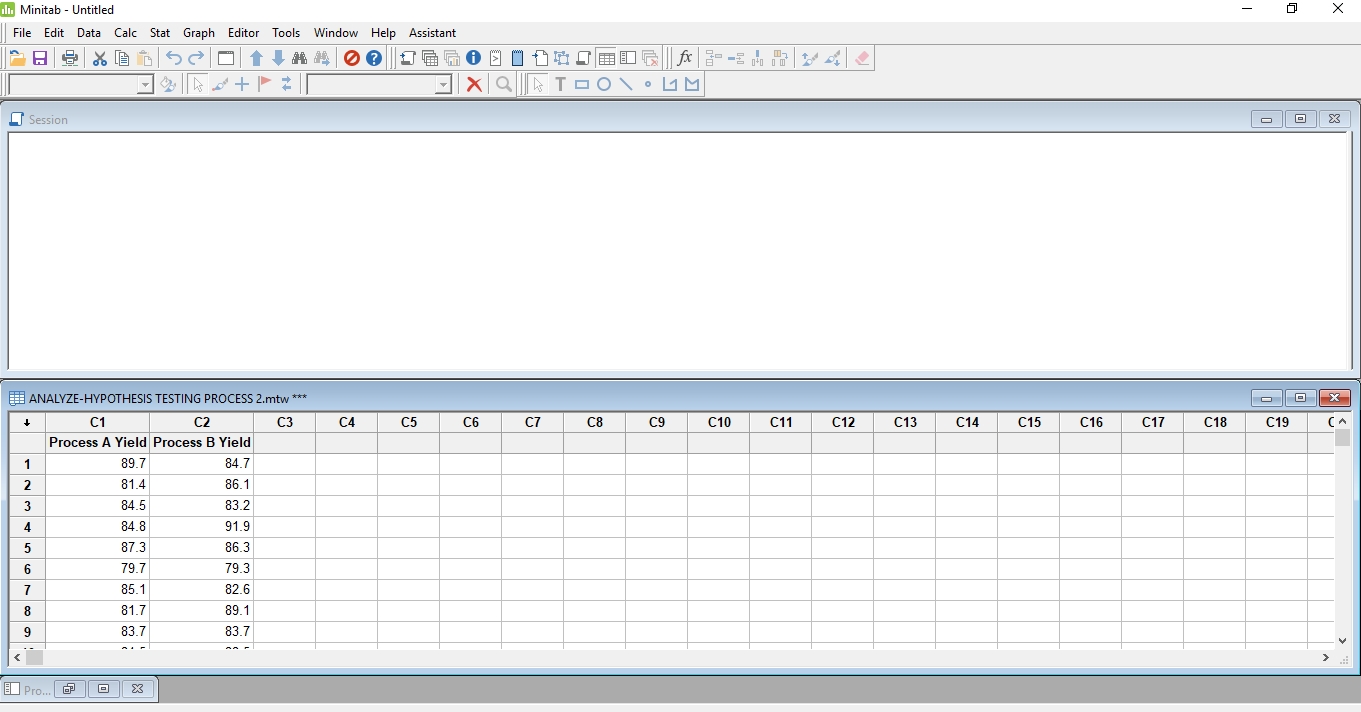 Minitab - Untitled
File Edit Data Calc Stat Graph Editor Tools Window Help Assistant
Session
ANALYZE-HYPOTHESIS TESTING PROCESS 2.mtw ***
C1 C2 C3 C4 C5 C6 C7 C8 C9 C10 C11 C12 C13 C14 C15 C16 C17 C18 C19
Process A Yield Process B Yield
1 89.7 84.7
2 81.4 86.1
3 84.5 83.2
4 84.8 91.9
5 87.3 86.3
6 79.7 79.3
7 85.1 82.6
8 81.7 89.1
9 83.7 83.7
Pro...